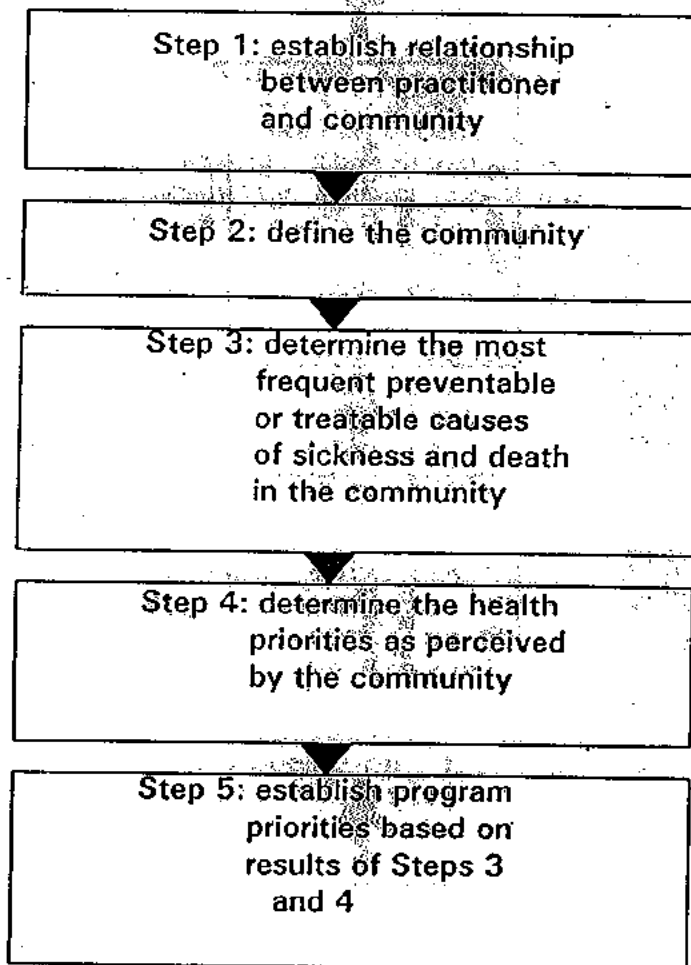 Step 1: establish relationship
between practitioner
and community
Step 2: define the community
Step 3: determine the most
frequent preventable
or treatable causes
of sickness and death
in the community
Step 4: determine the health
priorities as perceived
by the community
Step 5: establish program
priorities based on
results of Steps 3
and 4